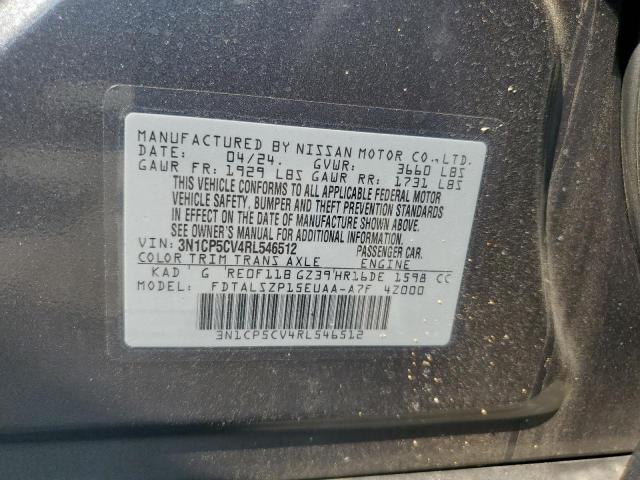 MANUFACTURED BY NISSAN MOTOR CO.,LTD.
DATE: 04/24. GVWR: 3660 LBS
GAWR FR: 1929 LBS GAWR RR: 1731 LBS
THIS VEHICLE CONFORMS TO ALL APPLICABLE FEDERAL MOTOR
VEHICLE SAFETY, BUMPER AND THEFT PREVENTION STANDARDS
IN EFFECT ON THE DATE OF MANUFACTURE SHOWN ABOVE.
SEE OWNER'S MANUAL FOR ADDITIONAL INFORMATION.
VIN: 3N1CP5CV4RL546512 PASSENGER CAR.
COLOR TRIM TRANS AXLE ENGINE
KAD G RE0F11B GZ39 HR16DE 1598 CC
MODEL: FDTALSZP15EUAA-A7F 42000
3N1CP5CV4RL546512